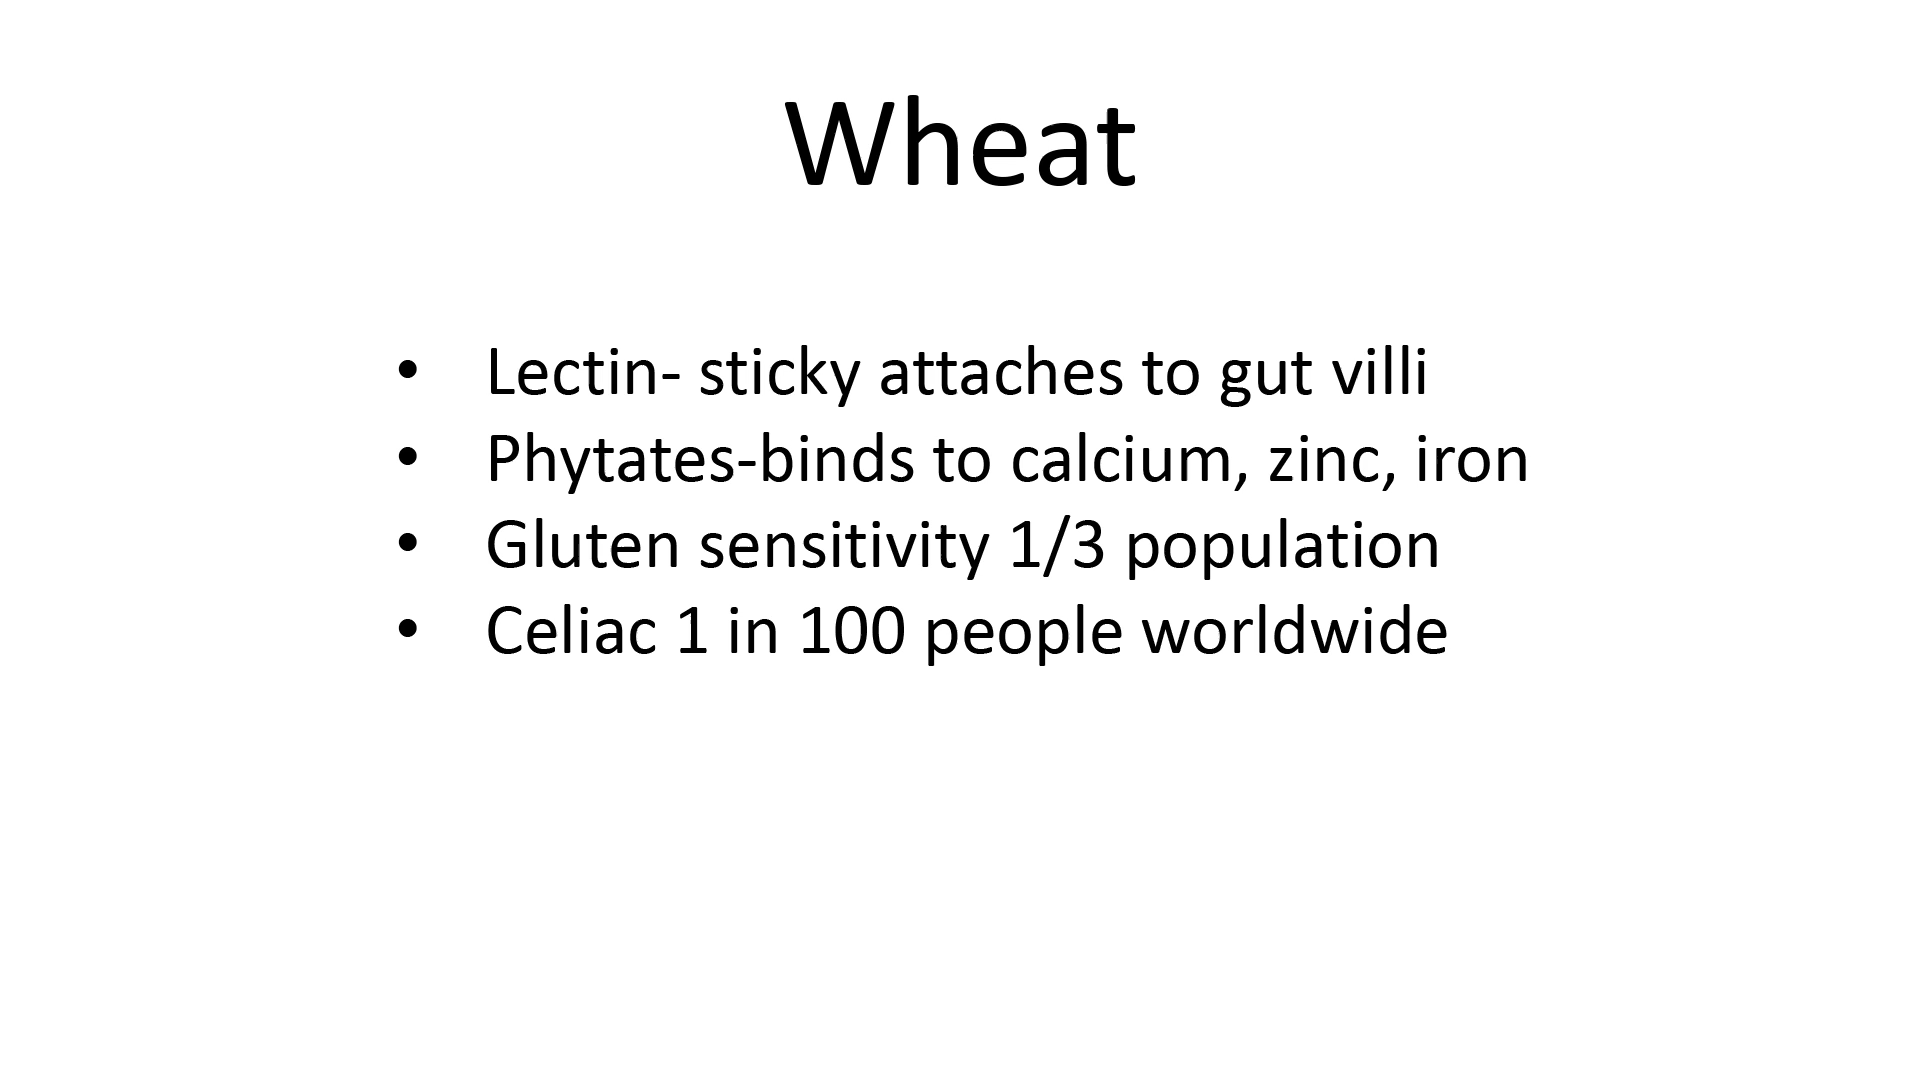 Wheat
• Lectin- sticky attaches to gut villi
• Phytates-binds to calcium, zinc, iron
• Gluten sensitivity 1/3 population
• Celiac 1 in 100 people worldwide